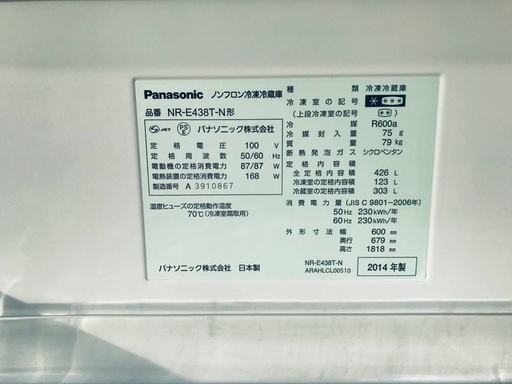 Panasonic ノンフロン冷凍冷蔵庫
品番 NR-E438T-N形
JET PSE パナソニック株式会社
定格電圧 100 V
定格周波数 50/60 Hz
電動機の定格消費電力 87/87 W
電熱装置の定格消費電力 168 W
製造番号 A 3910867
温度ヒューズの定格動作温度
70℃(冷凍室霜取用)
パナソニック株式会社 日本製
種類 冷凍冷蔵庫
冷凍室の記号
(上段冷凍室の記号)
冷媒 R600a
冷媒封入量 75 g
質量 79 kg
断熱発泡ガス シクロペンタン
定格内容積
全定格内容積 426 L
冷凍室の定格内容積 123 L
冷蔵室の定格内容積 303 L
消費電力量 (JIS C 9801-2006年)
50 Hz 230 kWh/年
60 Hz 230 kWh/年
外形寸法 幅 600 mm
奥行 679 mm
高さ 1818 mm
NR-E438T-N
ARAHLCL00510
2014 年製